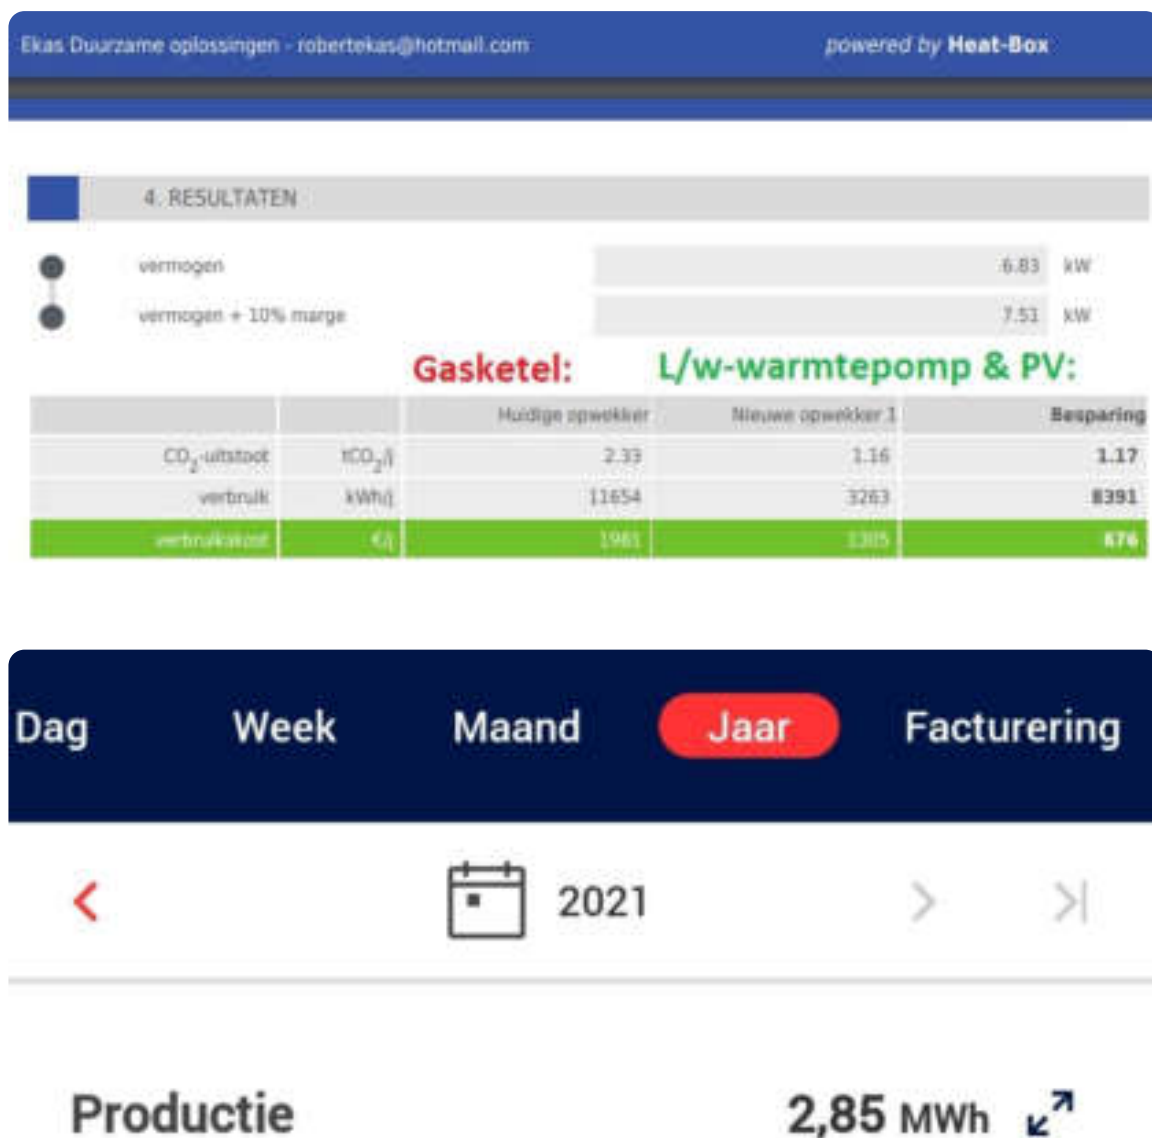 Ekas Duurzame oplossingen - robertekas@hotmail.com powered by Heat-Box
4. RESULTATEN
vermogen 6.83 kW
vermogen + 10% marge 7.51 kW
Gasketel: L/w-warmtepomp & PV:
Huidige opwekker Nieuwe opwekker 1 Besparing
CO2-uitstoot tCO2/j 2.33 1.16 1.17
verbruik kWh/j 11654 3263 8391
verbruikskost €/j 1981 1305 676
Dag Week Maand Jaar Facturering
2021
Productie 2,85 MWh